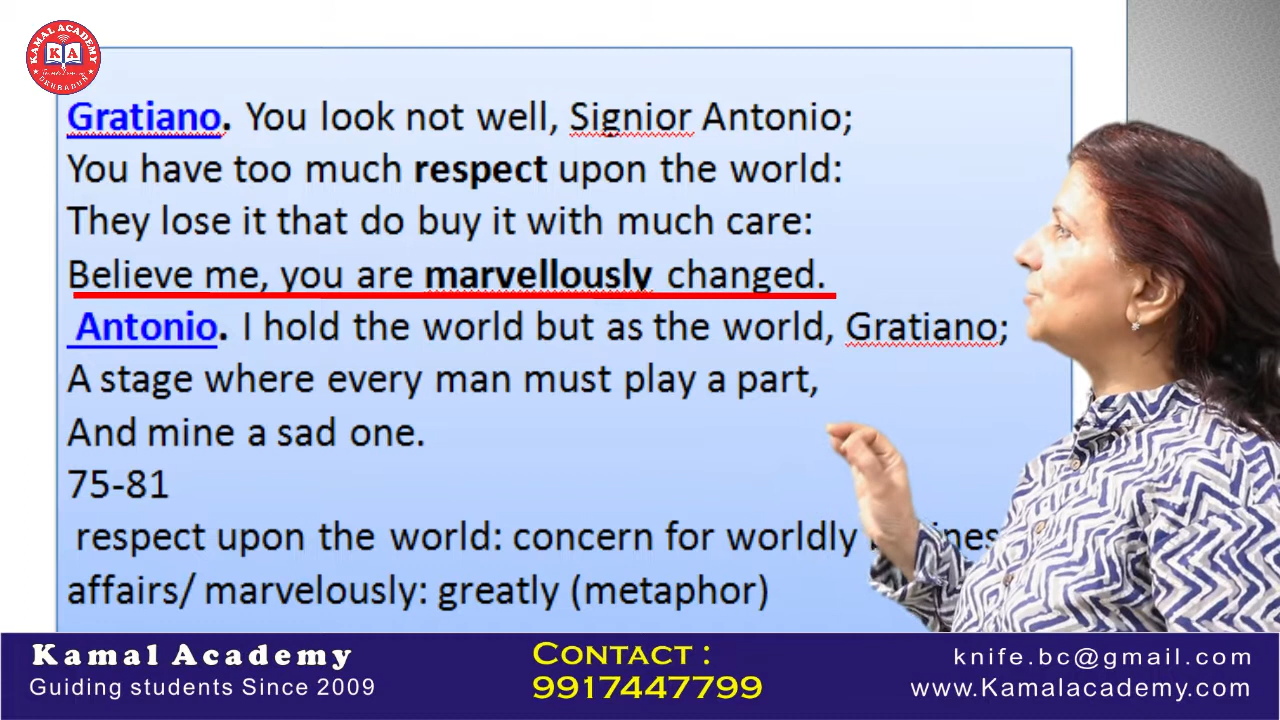 KAMAL ACADEMY
K A
DEHRADUN
Gratiano. You look not well, Signior Antonio;
You have too much respect upon the world:
They lose it that do buy it with much care:
Believe me, you are marvellously changed.
Antonio. I hold the world but as the world, Gratiano;
A stage where every man must play a part,
And mine a sad one.
75-81
respect upon the world: concern for worldly
affairs/ marvelously: greatly (metaphor)
Kamal Academy
Guiding students Since 2009
CONTACT :
9917447799
knife.bc@gmail.com
www.Kamalacademy.com